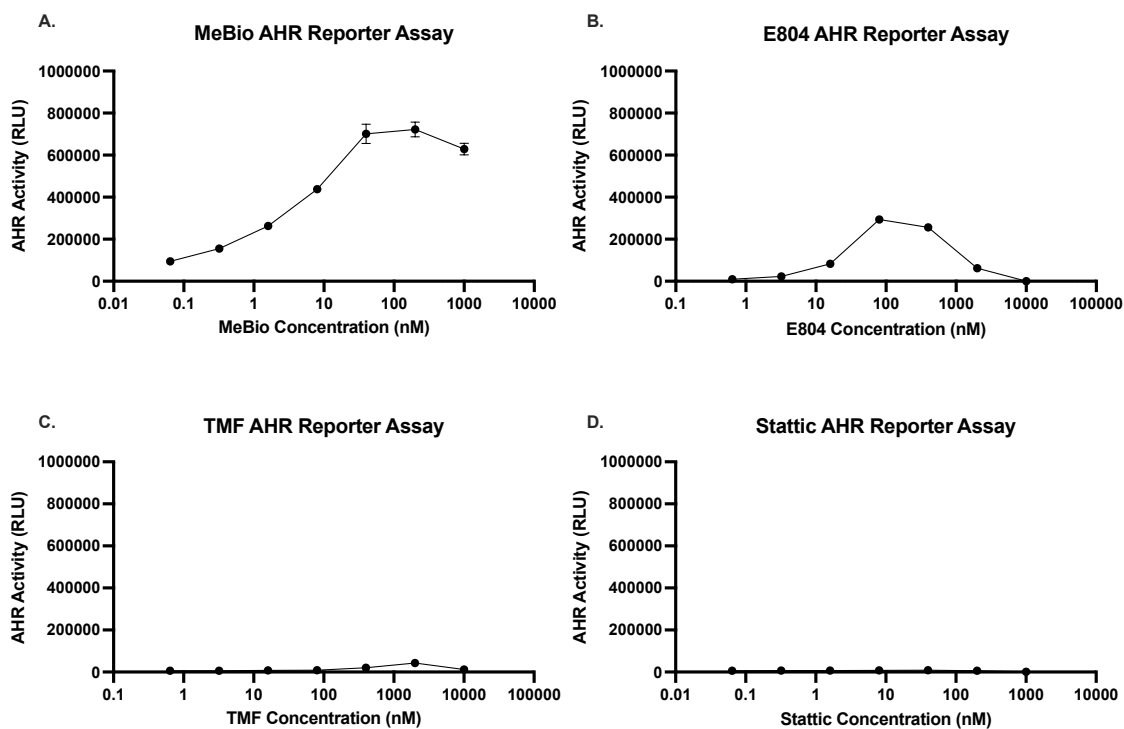 A.
MeBio AHR Reporter Assay
AHR Activity (RLU)
1000000
800000
600000
400000
200000
0
0.01 0.1 1 10 100 1000 10000
MeBio Concentration (nM)
B.
E804 AHR Reporter Assay
AHR Activity (RLU)
1000000
800000
600000
400000
200000
0
0.1 1 10 100 1000 10000 100000
E804 Concentration (nM)
C.
TMF AHR Reporter Assay
AHR Activity (RLU)
1000000
800000
600000
400000
200000
0
0.1 1 10 100 1000 10000 100000
TMF Concentration (nM)
D.
Stattic AHR Reporter Assay
AHR Activity (RLU)
1000000
800000
600000
400000
200000
0
0.01 0.1 1 10 100 1000 10000
Stattic Concentration (nM)